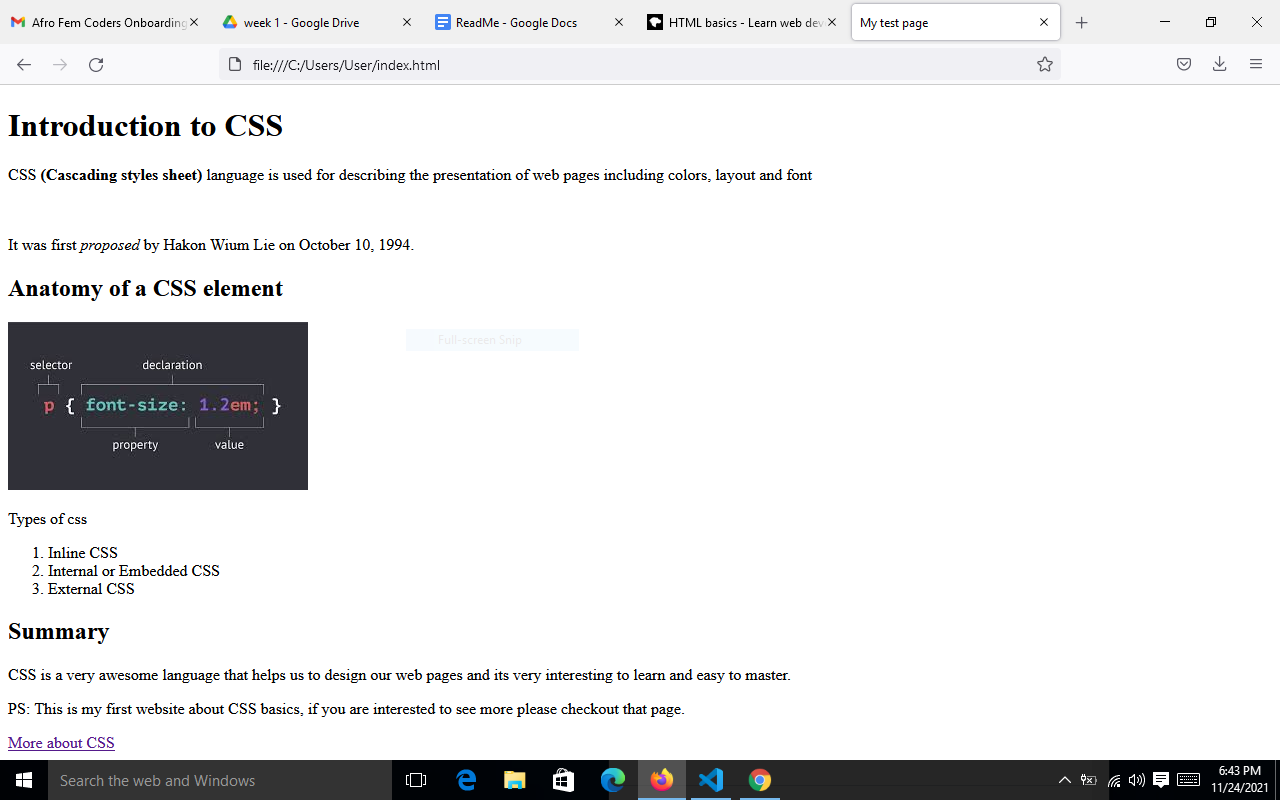 Afro Fem Coders Onboarding
week 1 - Google Drive
ReadMe - Google Docs
HTML basics - Learn web dev
My test page
file:///C:/Users/User/index.html
Introduction to CSS
CSS (Cascading styles sheet) language is used for describing the presentation of web pages including colors, layout and font
It was first proposed by Hakon Wium Lie on October 10, 1994.
Anatomy of a CSS element
Full-screen Snip
selector declaration
p { font-size: 1.2em; }
property value
Types of css
1. Inline CSS
2. Internal or Embedded CSS
3. External CSS
Summary
CSS is a very awesome language that helps us to design our web pages and its very interesting to learn and easy to master.
PS: This is my first website about CSS basics, if you are interested to see more please checkout that page.
More about CSS
Search the web and Windows
6:43 PM
11/24/2021